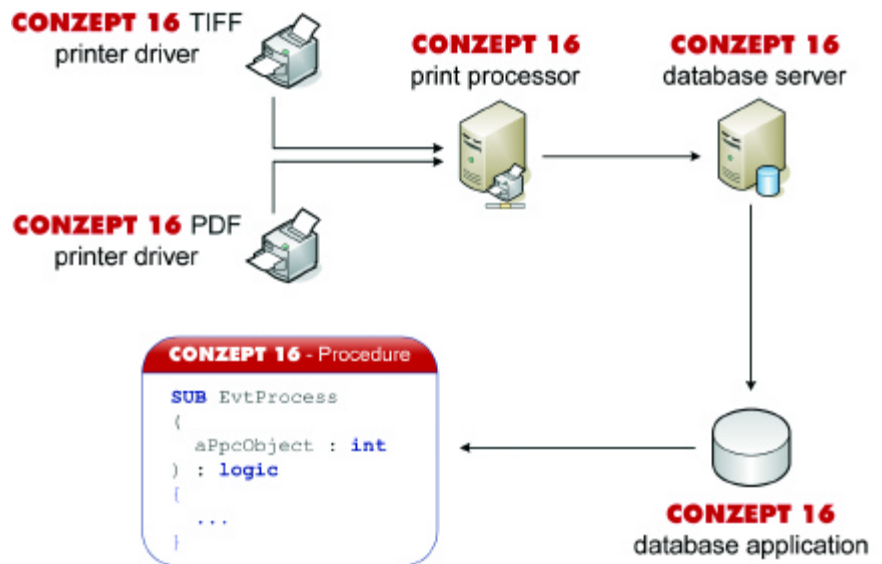 CONZEPT 16 TIFF
printer driver
CONZEPT 16
print processor
CONZEPT 16
database server
CONZEPT 16 PDF
printer driver
CONZEPT 16 - Procedure
SUB EvtProcess
(
aPpcObject : int
) : logic
{
...
}
CONZEPT 16
database application